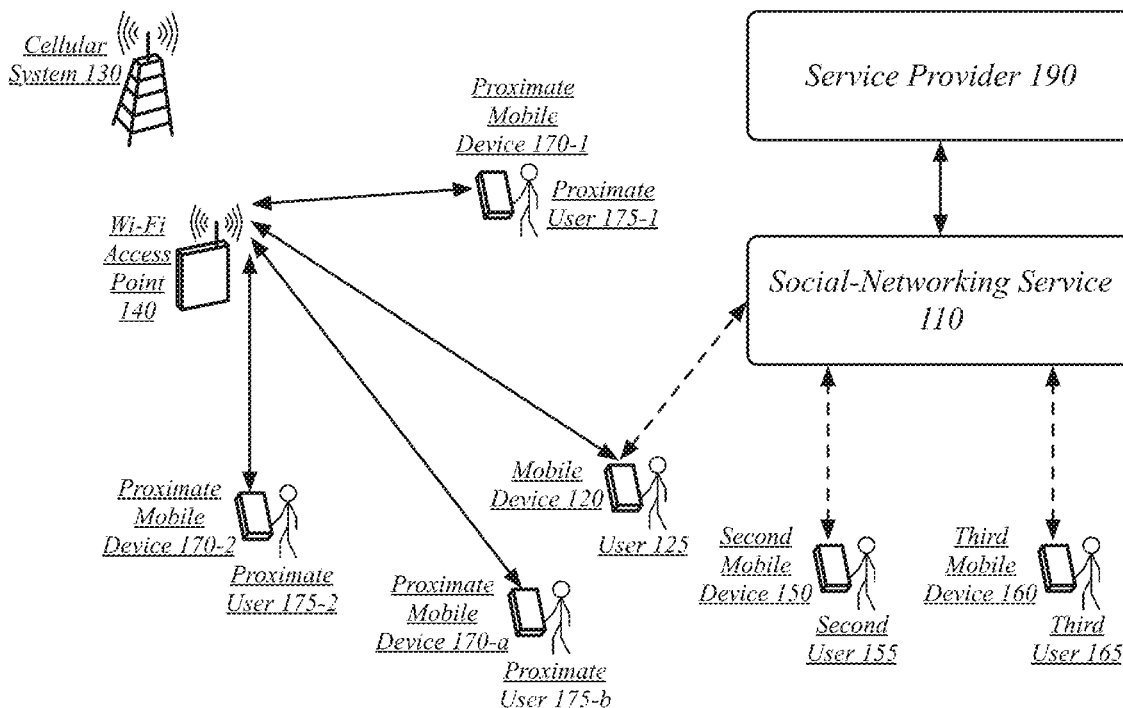 Cellular
System 130
Service Provider 190
Proximate
Mobile
Device 170-1
Proximate
User 175-1
Wi-Fi
Access
Point
140
Social-Networking Service
110
Mobile
Device 120
User 125
Proximate
Mobile
Device 170-2
Proximate
User 175-2
Proximate
Mobile
Device 170-a
Proximate
User 175-b
Second
Mobile
Device 150
Second
User 155
Third
Mobile
Device 160
Third
User 165